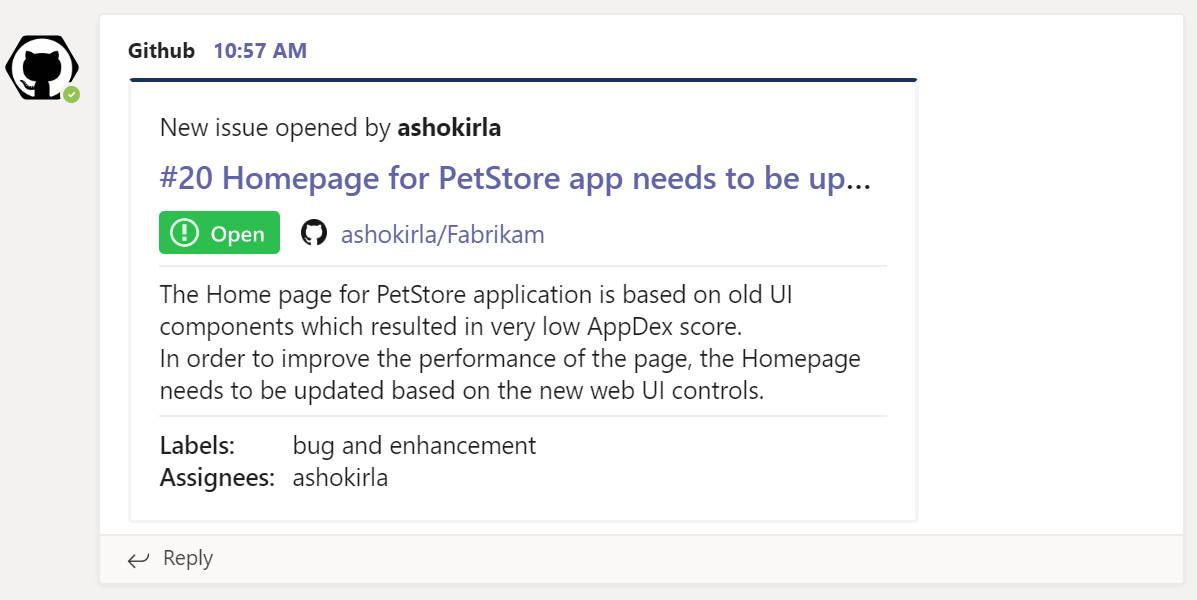 Github 10:57 AM
New issue opened by ashokirla
#20 Homepage for PetStore app needs to be up...
Open ashokirla/Fabrikam
The Home page for PetStore application is based on old UI
components which resulted in very low AppDex score.
In order to improve the performance of the page, the Homepage
needs to be updated based on the new web UI controls.
Labels: bug and enhancement
Assignees: ashokirla
Reply